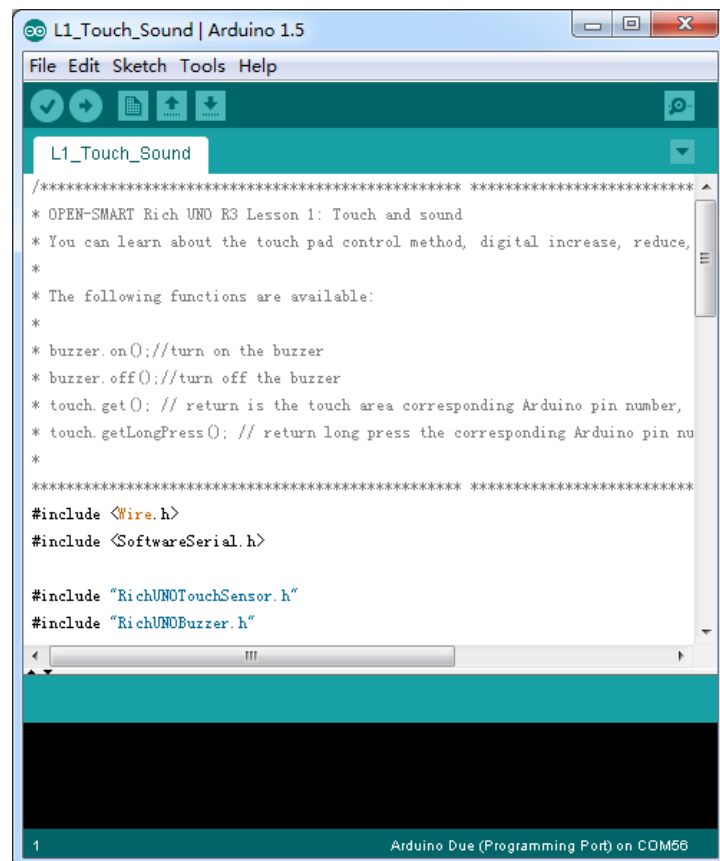 L1_Touch_Sound | Arduino 1.5
File Edit Sketch Tools Help
L1_Touch_Sound
/************************************************* **************************
* OPEN-SMART Rich UNO R3 Lesson 1: Touch and sound
* You can learn about the touch pad control method, digital increase, reduce,
*
* The following functions are available:
*
* buzzer.on();//turn on the buzzer
* buzzer.off();//turn off the buzzer
* touch.get(); // return is the touch area corresponding Arduino pin number,
* touch.getLongPress(); // return long press the corresponding Arduino pin nu
*
************************************************** **************************
#include <Wire.h>
#include <SoftwareSerial.h>
#include "RichUNOTouchSensor.h"
#include "RichUNOBuzzer.h"
1
Arduino Due (Programming Port) on COM56